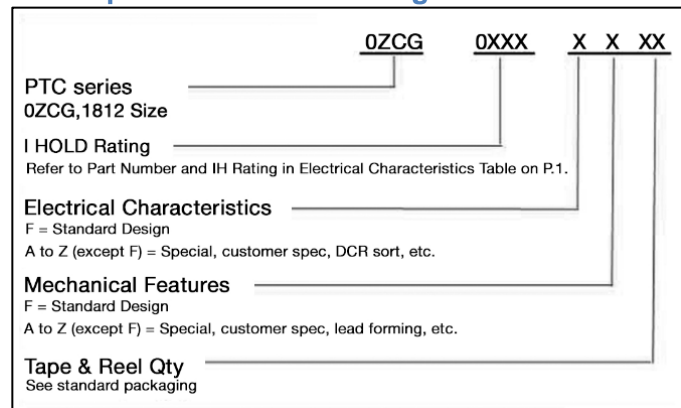 0ZCG 0XXX X X XX
PTC series
0ZCG,1812 Size
I HOLD Rating
Refer to Part Number and IH Rating in Electrical Characteristics Table on P.1.
Electrical Characteristics
F = Standard Design
A to Z (except F) = Special, customer spec, DCR sort, etc.
Mechanical Features
F = Standard Design
A to Z (except F) = Special, customer spec, lead forming, etc.
Tape & Reel Qty
See standard packaging